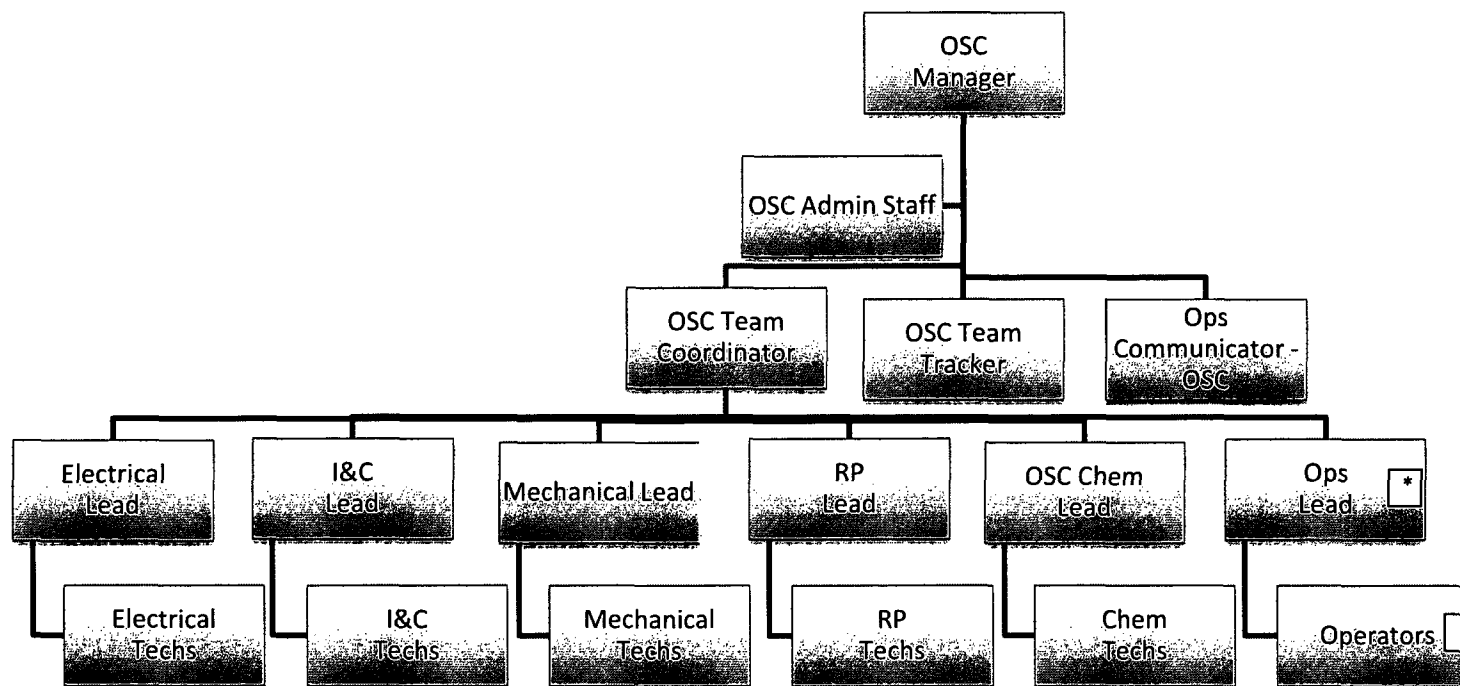 OSC
Manager
OSC Admin Staff
OSC Team
Coordinator
OSC Team
Tracker
Ops
Communicator -
OSC
Electrical
Lead
I&C
Lead
Mechanical Lead
RP
Lead
OSC Chem
Lead
Ops
Lead
*
Electrical
Techs
I&C
Techs
Mechanical
Techs
RP
Techs
Chem
Techs
Operators